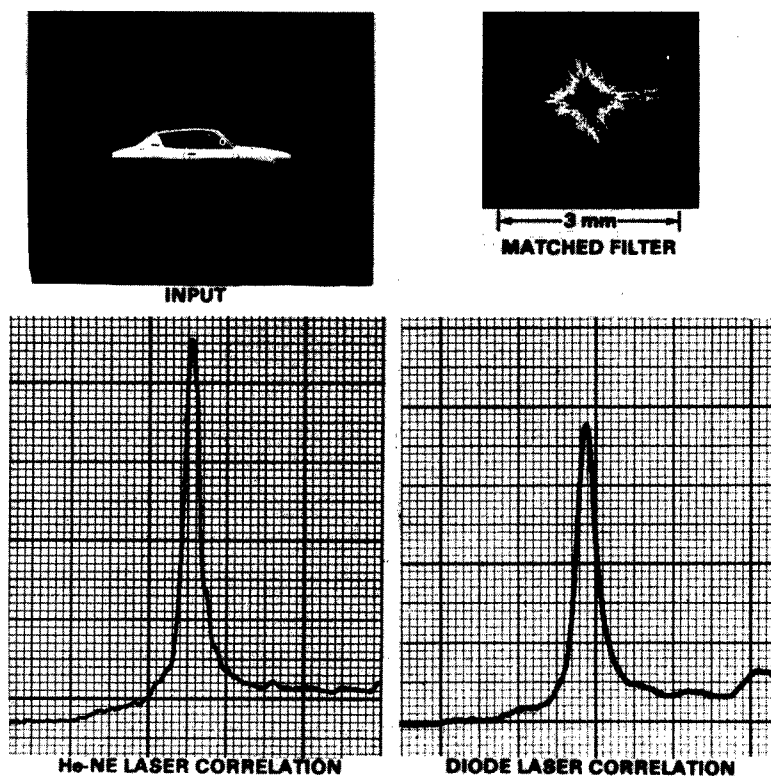 INPUT
3 mm
MATCHED FILTER
He-NE LASER CORRELATION
DIODE LASER CORRELATION